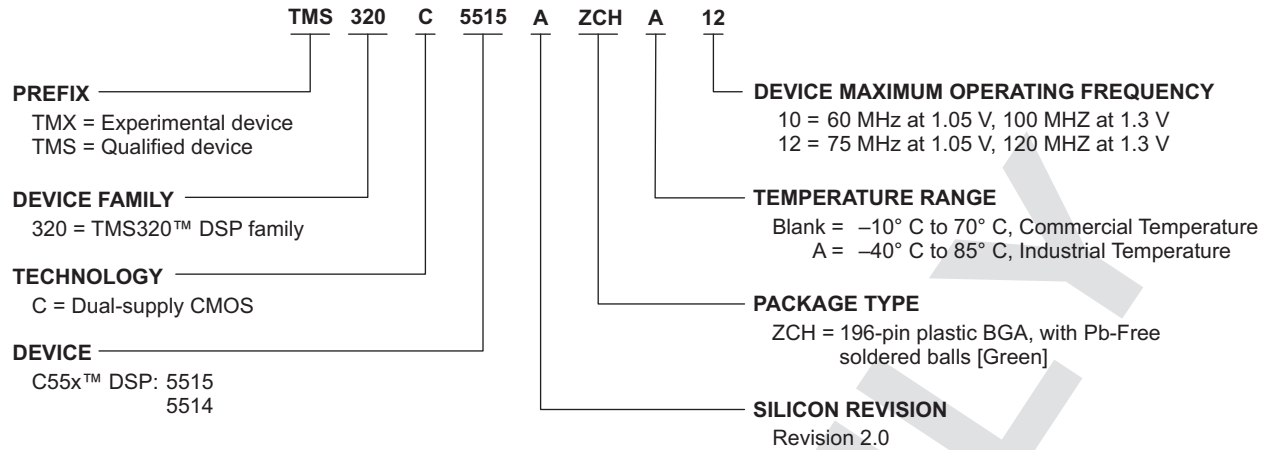 TMS 320 C 5515 A ZCH A 12
PREFIX
TMX = Experimental device
TMS = Qualified device
DEVICE FAMILY
320 = TMS320™ DSP family
TECHNOLOGY
C = Dual-supply CMOS
DEVICE
C55x™ DSP: 5515
5514
DEVICE MAXIMUM OPERATING FREQUENCY
10 = 60 MHz at 1.05 V, 100 MHZ at 1.3 V
12 = 75 MHz at 1.05 V, 120 MHZ at 1.3 V
TEMPERATURE RANGE
Blank = –10° C to 70° C, Commercial Temperature
A = –40° C to 85° C, Industrial Temperature
PACKAGE TYPE
ZCH = 196-pin plastic BGA, with Pb-Free
soldered balls [Green]
SILICON REVISION
Revision 2.0